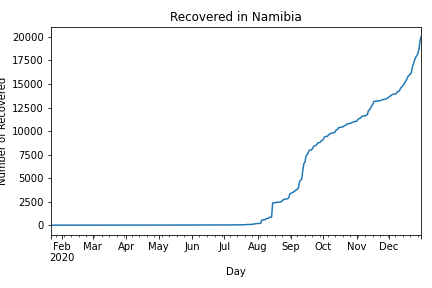 Recovered in Namibia
Number of Recovered
20000
17500
15000
12500
10000
7500
5000
2500
0
Feb Mar Apr May Jun Jul Aug Sep Oct Nov Dec
2020
Day